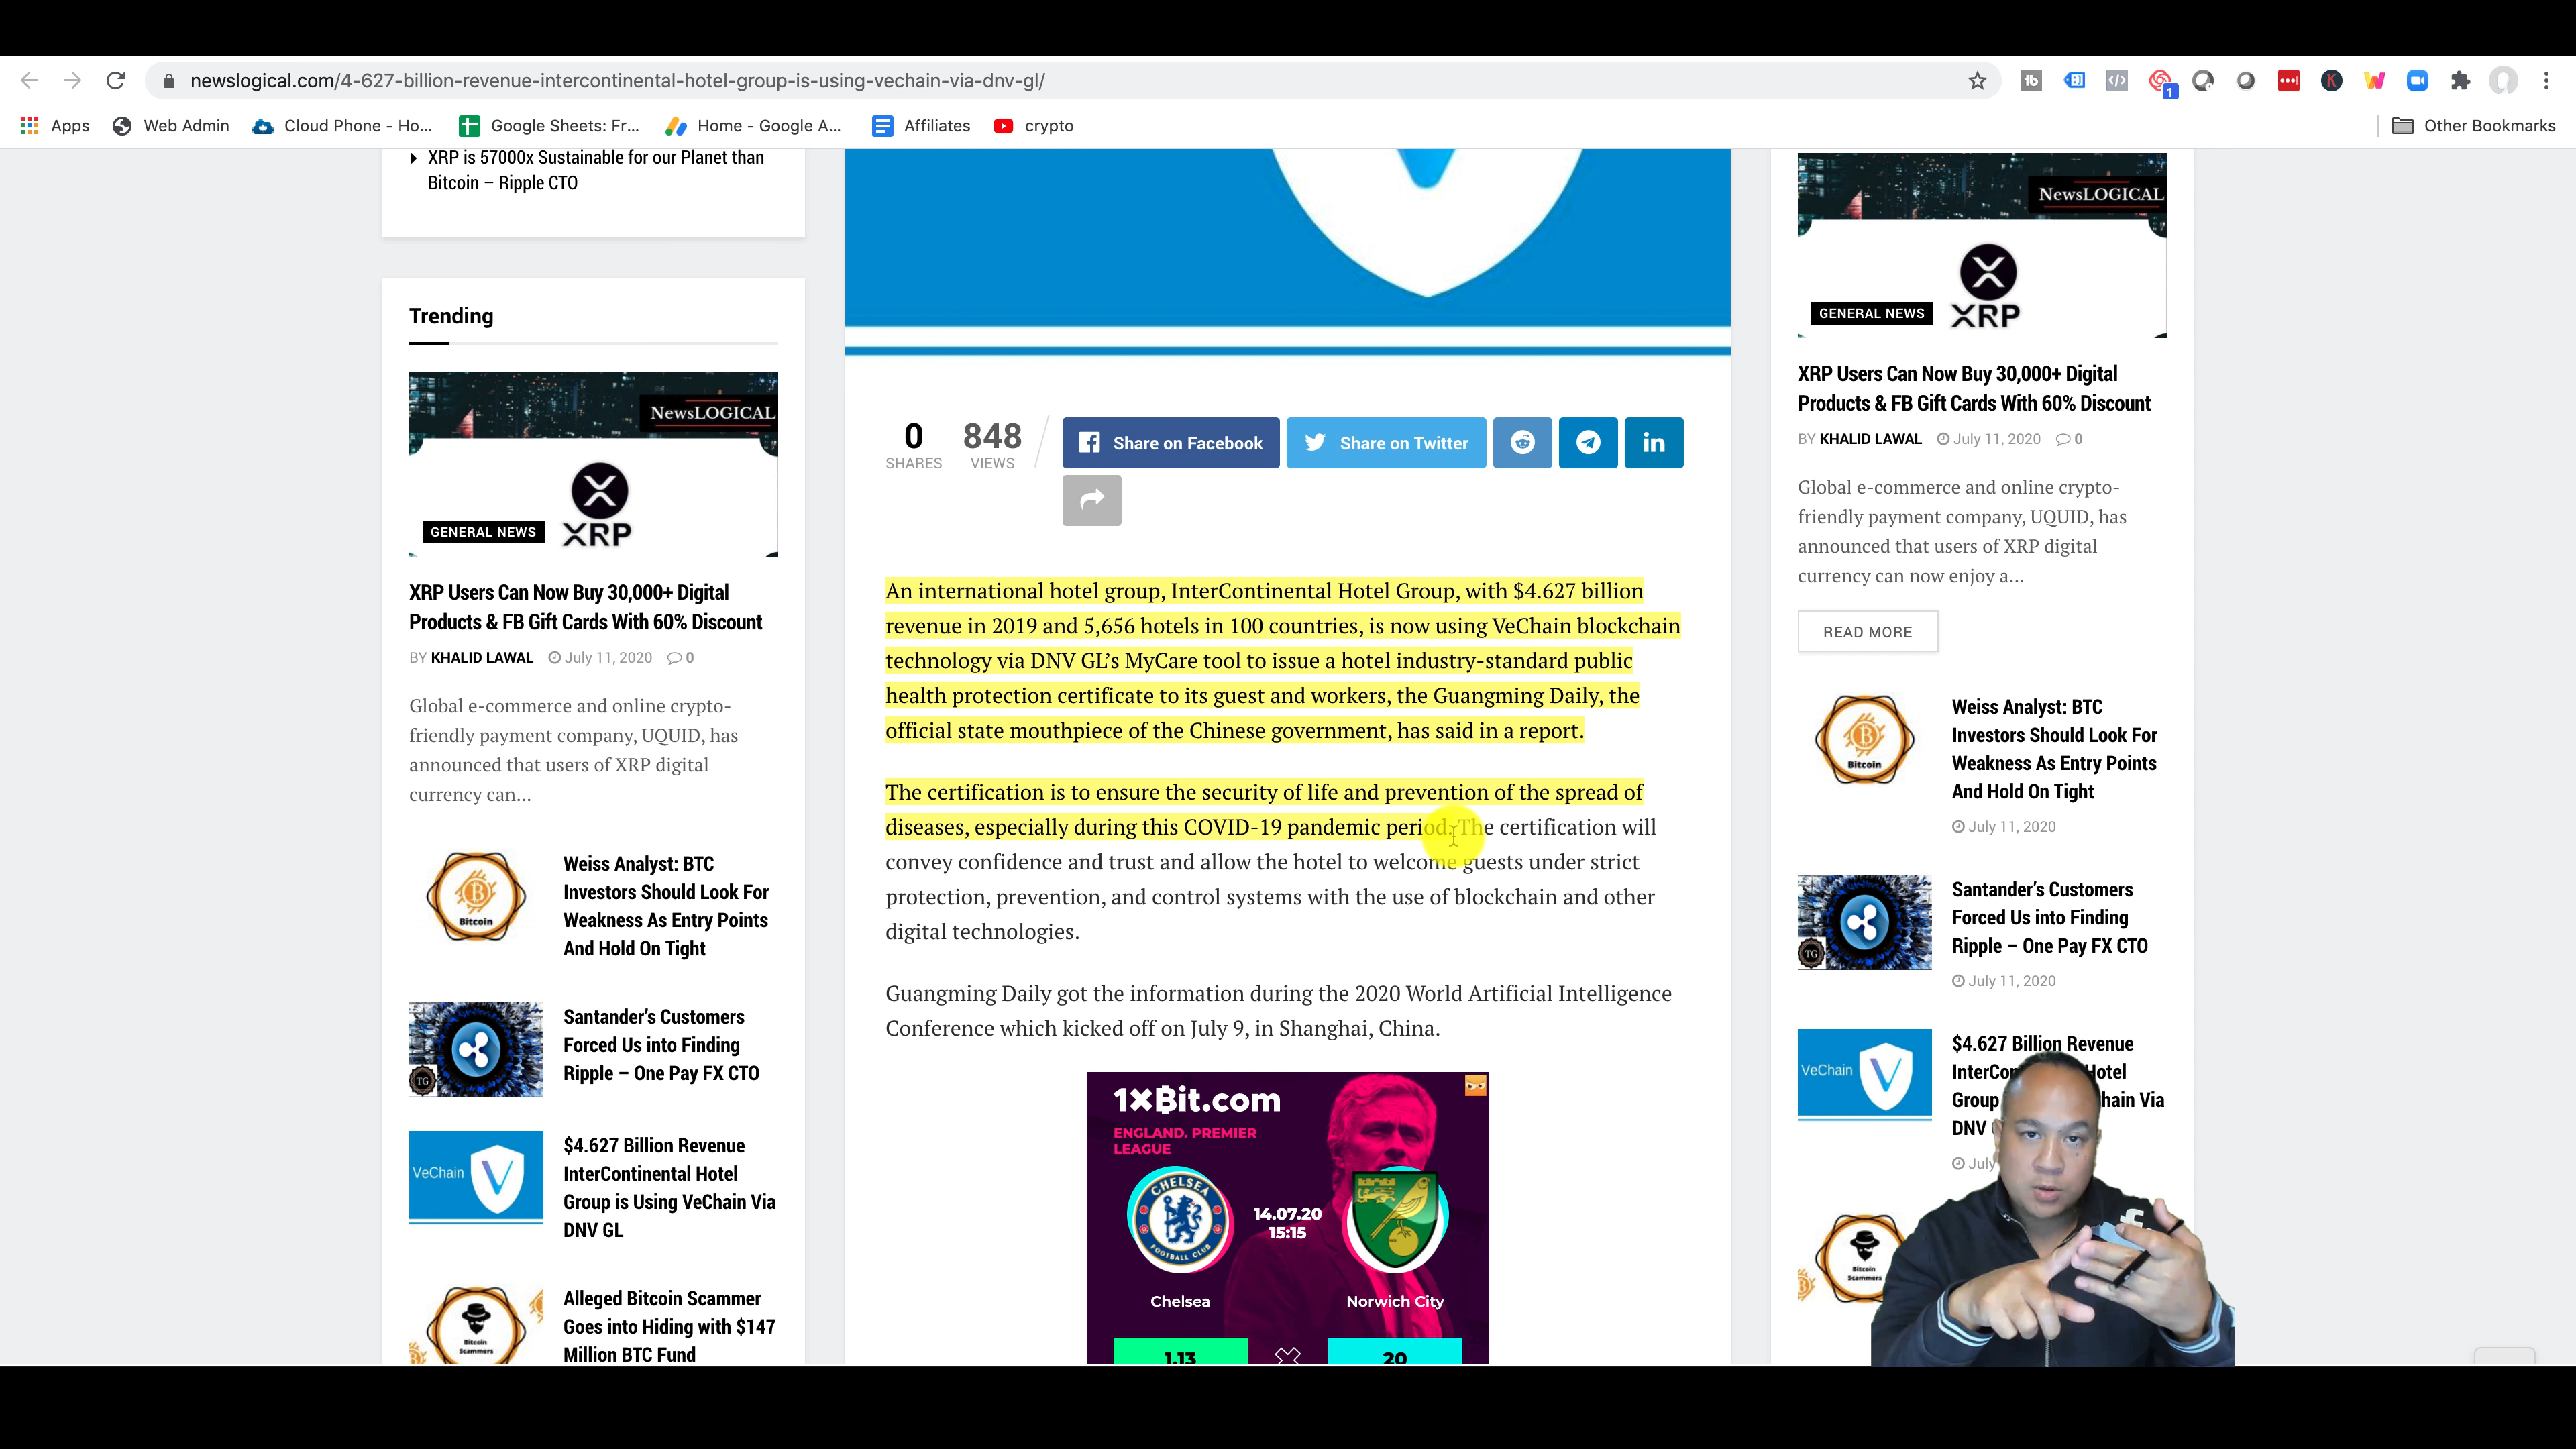 newslogical.com/4-627-billion-revenue-intercontinental-hotel-group-is-using-vechain-via-dnv-gl/
1
Apps
Web Admin
Cloud Phone - Ho...
Google Sheets: Fr...
Home - Google A...
Affiliates
crypto
Other Bookmarks
XRP is 57000x Sustainable for our Planet than
Bitcoin – Ripple CTO
Trending
NewsLOGICAL
GENERAL NEWS
XRP
XRP Users Can Now Buy 30,000+ Digital
Products & FB Gift Cards With 60% Discount
BY KHALID LAWAL July 11, 2020 0
Global e-commerce and online crypto-
friendly payment company, UQUID, has
announced that users of XRP digital
currency can...
Bitcoin
Weiss Analyst: BTC
Investors Should Look For
Weakness As Entry Points
And Hold On Tight
TG
Santander's Customers
Forced Us into Finding
Ripple – One Pay FX CTO
VeChain
$4.627 Billion Revenue
InterContinental Hotel
Group is Using VeChain Via
DNV GL
Bitcoin
Scammers
Alleged Bitcoin Scammer
Goes into Hiding with $147
Million BTC Fund
0
SHARES
848
VIEWS
Share on Facebook
Share on Twitter
in
An international hotel group, InterContinental Hotel Group, with $4.627 billion
revenue in 2019 and 5,656 hotels in 100 countries, is now using VeChain blockchain
technology via DNV GL's MyCare tool to issue a hotel industry-standard public
health protection certificate to its guest and workers, the Guangming Daily, the
official state mouthpiece of the Chinese government, has said in a report.
The certification is to ensure the security of life and prevention of the spread of
diseases, especially during this COVID-19 pandemic period. The certification will
convey confidence and trust and allow the hotel to welcome guests under strict
protection, prevention, and control systems with the use of blockchain and other
digital technologies.
Guangming Daily got the information during the 2020 World Artificial Intelligence
Conference which kicked off on July 9, in Shanghai, China.
1XBit.com
ENGLAND. PREMIER
LEAGUE
CHELSEA
FOOTBALL CLUB
14.07.20
15:15
Chelsea
Norwich City
1.13
X
20
NewsLOGICAL
GENERAL NEWS
XRP
XRP Users Can Now Buy 30,000+ Digital
Products & FB Gift Cards With 60% Discount
BY KHALID LAWAL July 11, 2020 0
Global e-commerce and online crypto-
friendly payment company, UQUID, has
announced that users of XRP digital
currency can now enjoy a...
READ MORE
Bitcoin
Weiss Analyst: BTC
Investors Should Look For
Weakness As Entry Points
And Hold On Tight
July 11, 2020
TG
Santander's Customers
Forced Us into Finding
Ripple – One Pay FX CTO
July 11, 2020
VeChain
$4.627 Billion Revenue
Hotel
Group Via
DNV
July
Bitcoin
Scammers